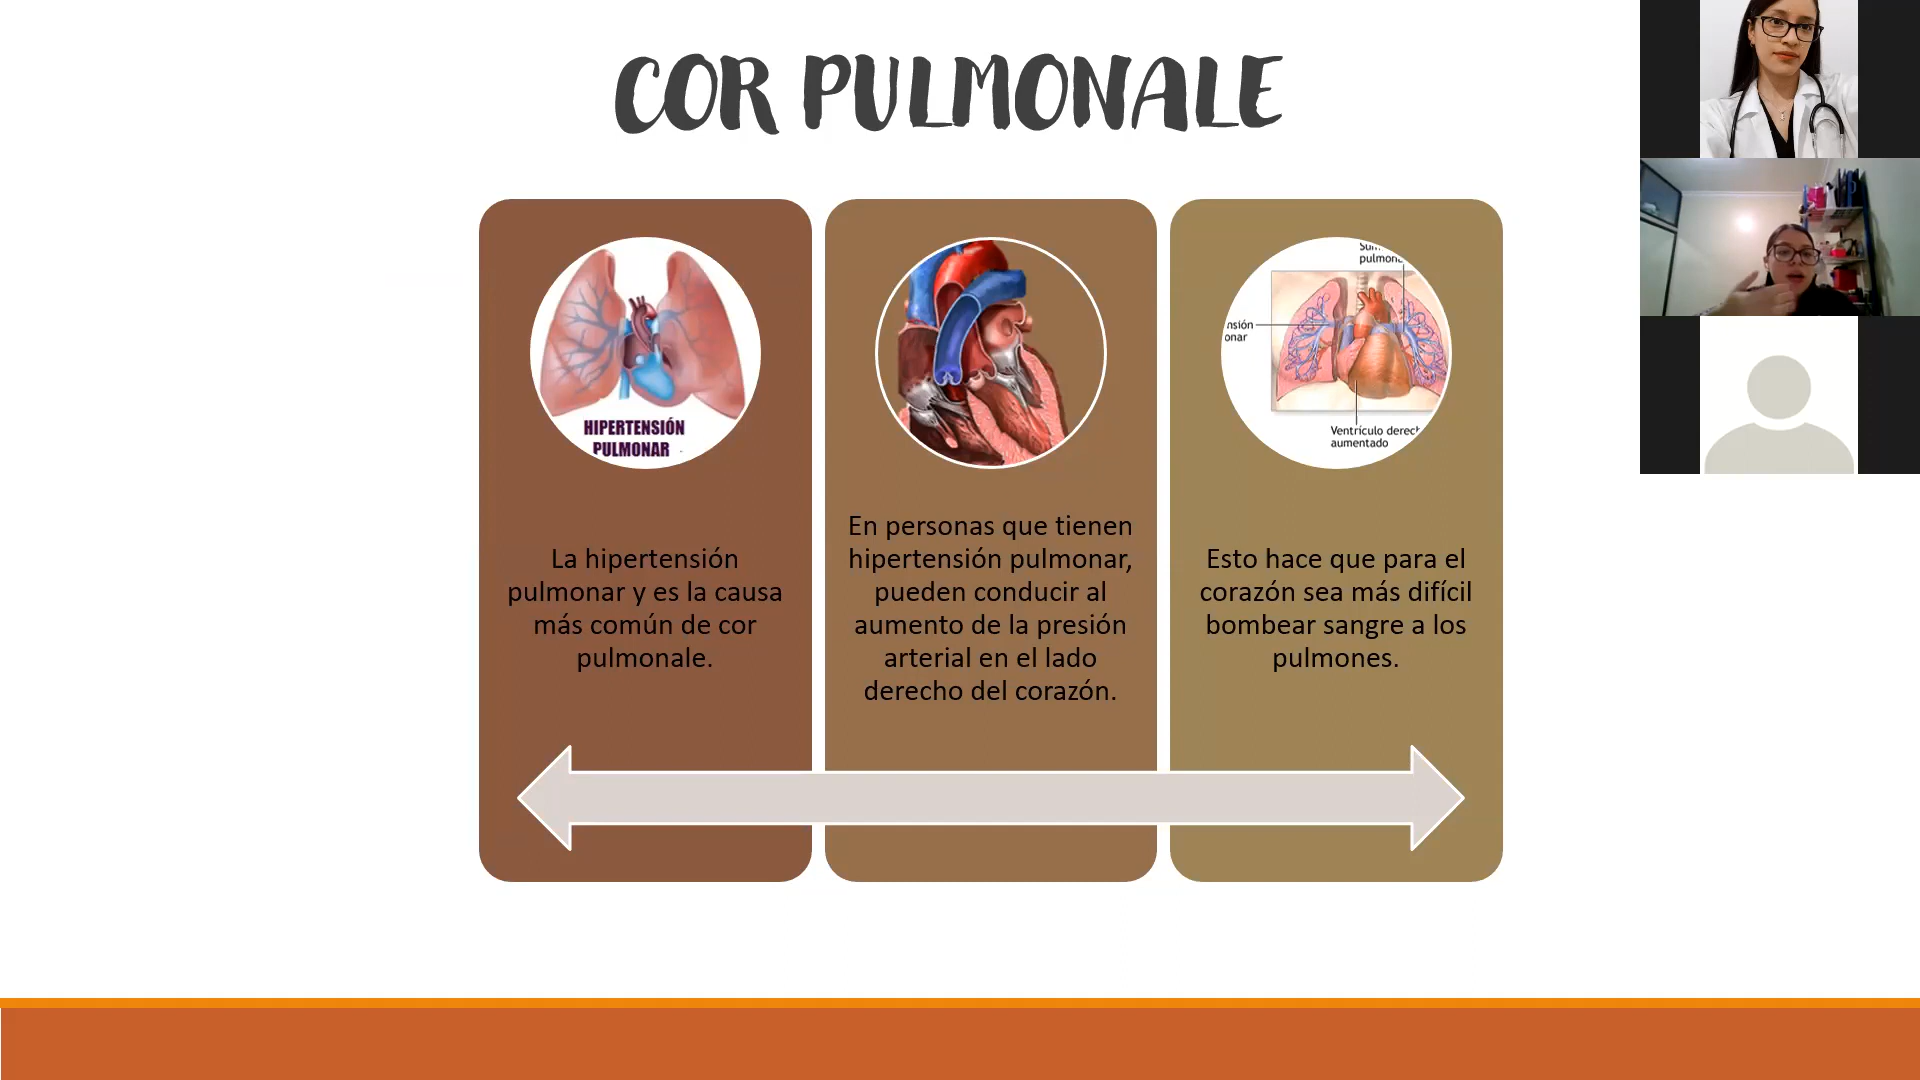 COR PULMONALE
HIPERTENSIÓN
PULMONAR
La hipertensión
pulmonar y es la causa
más común de cor
pulmonale.
En personas que tienen
hipertensión pulmonar,
pueden conducir al
aumento de la presión
arterial en el lado
derecho del corazón.
pulmon
nsión
onar
Ventrículo derech
aumentado
Esto hace que para el
corazón sea más difícil
bombear sangre a los
pulmones.